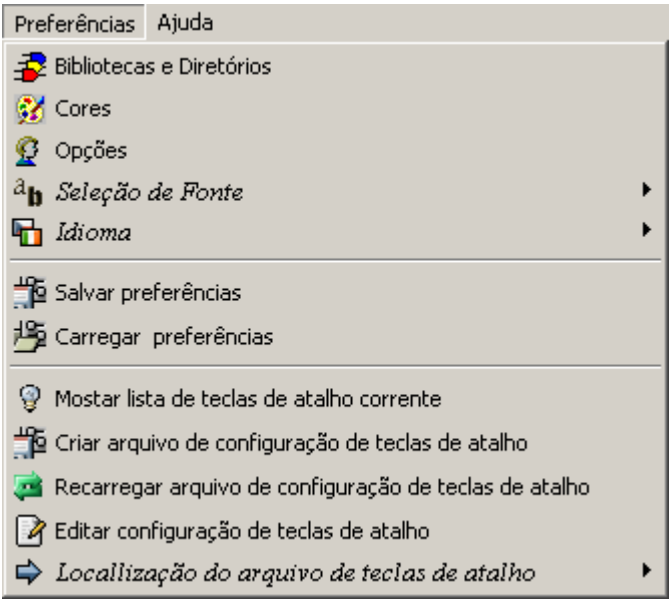 Preferências Ajuda
Bibliotecas e Diretórios
Cores
Opções
Seleção de Fonte
Idioma
Salvar preferências
Carregar preferências
Mostar lista de teclas de atalho corrente
Criar arquivo de configuração de teclas de atalho
Recarregar arquivo de configuração de teclas de atalho
Editar configuração de teclas de atalho
Locallização do arquivo de teclas de atalho